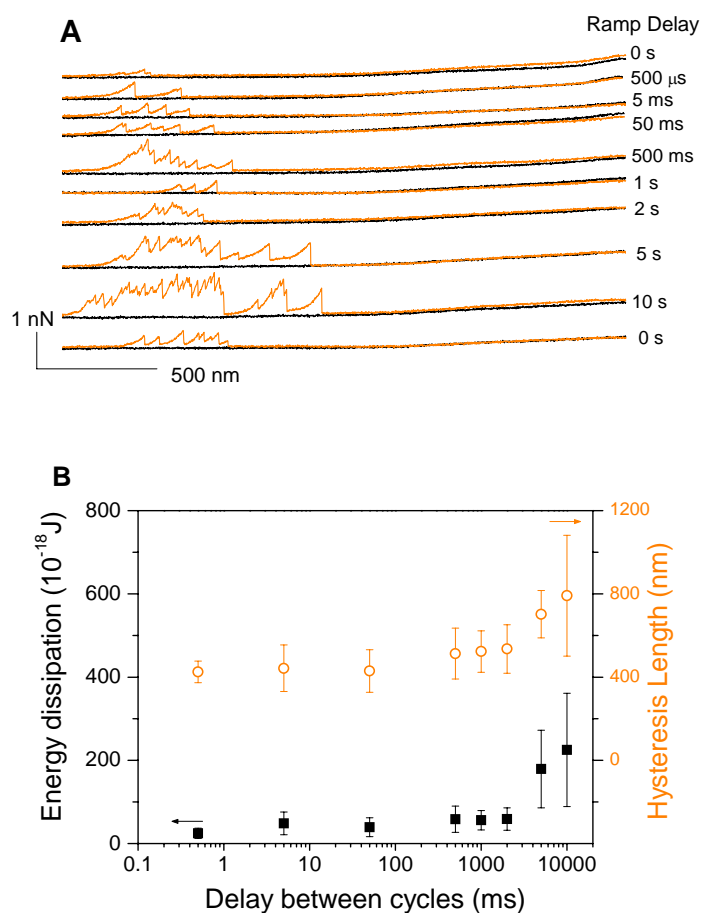 A
Ramp Delay
0 s
500 μs
5 ms
50 ms
500 ms
1 s
2 s
5 s
10 s
0 s
1 nN
500 nm
B
Energy dissipation (10⁻¹⁸J)
800
600
400
200
0
Hysteresis Length (nm)
1200
800
400
0
0.1
1
10
100
1000
10000
Delay between cycles (ms)